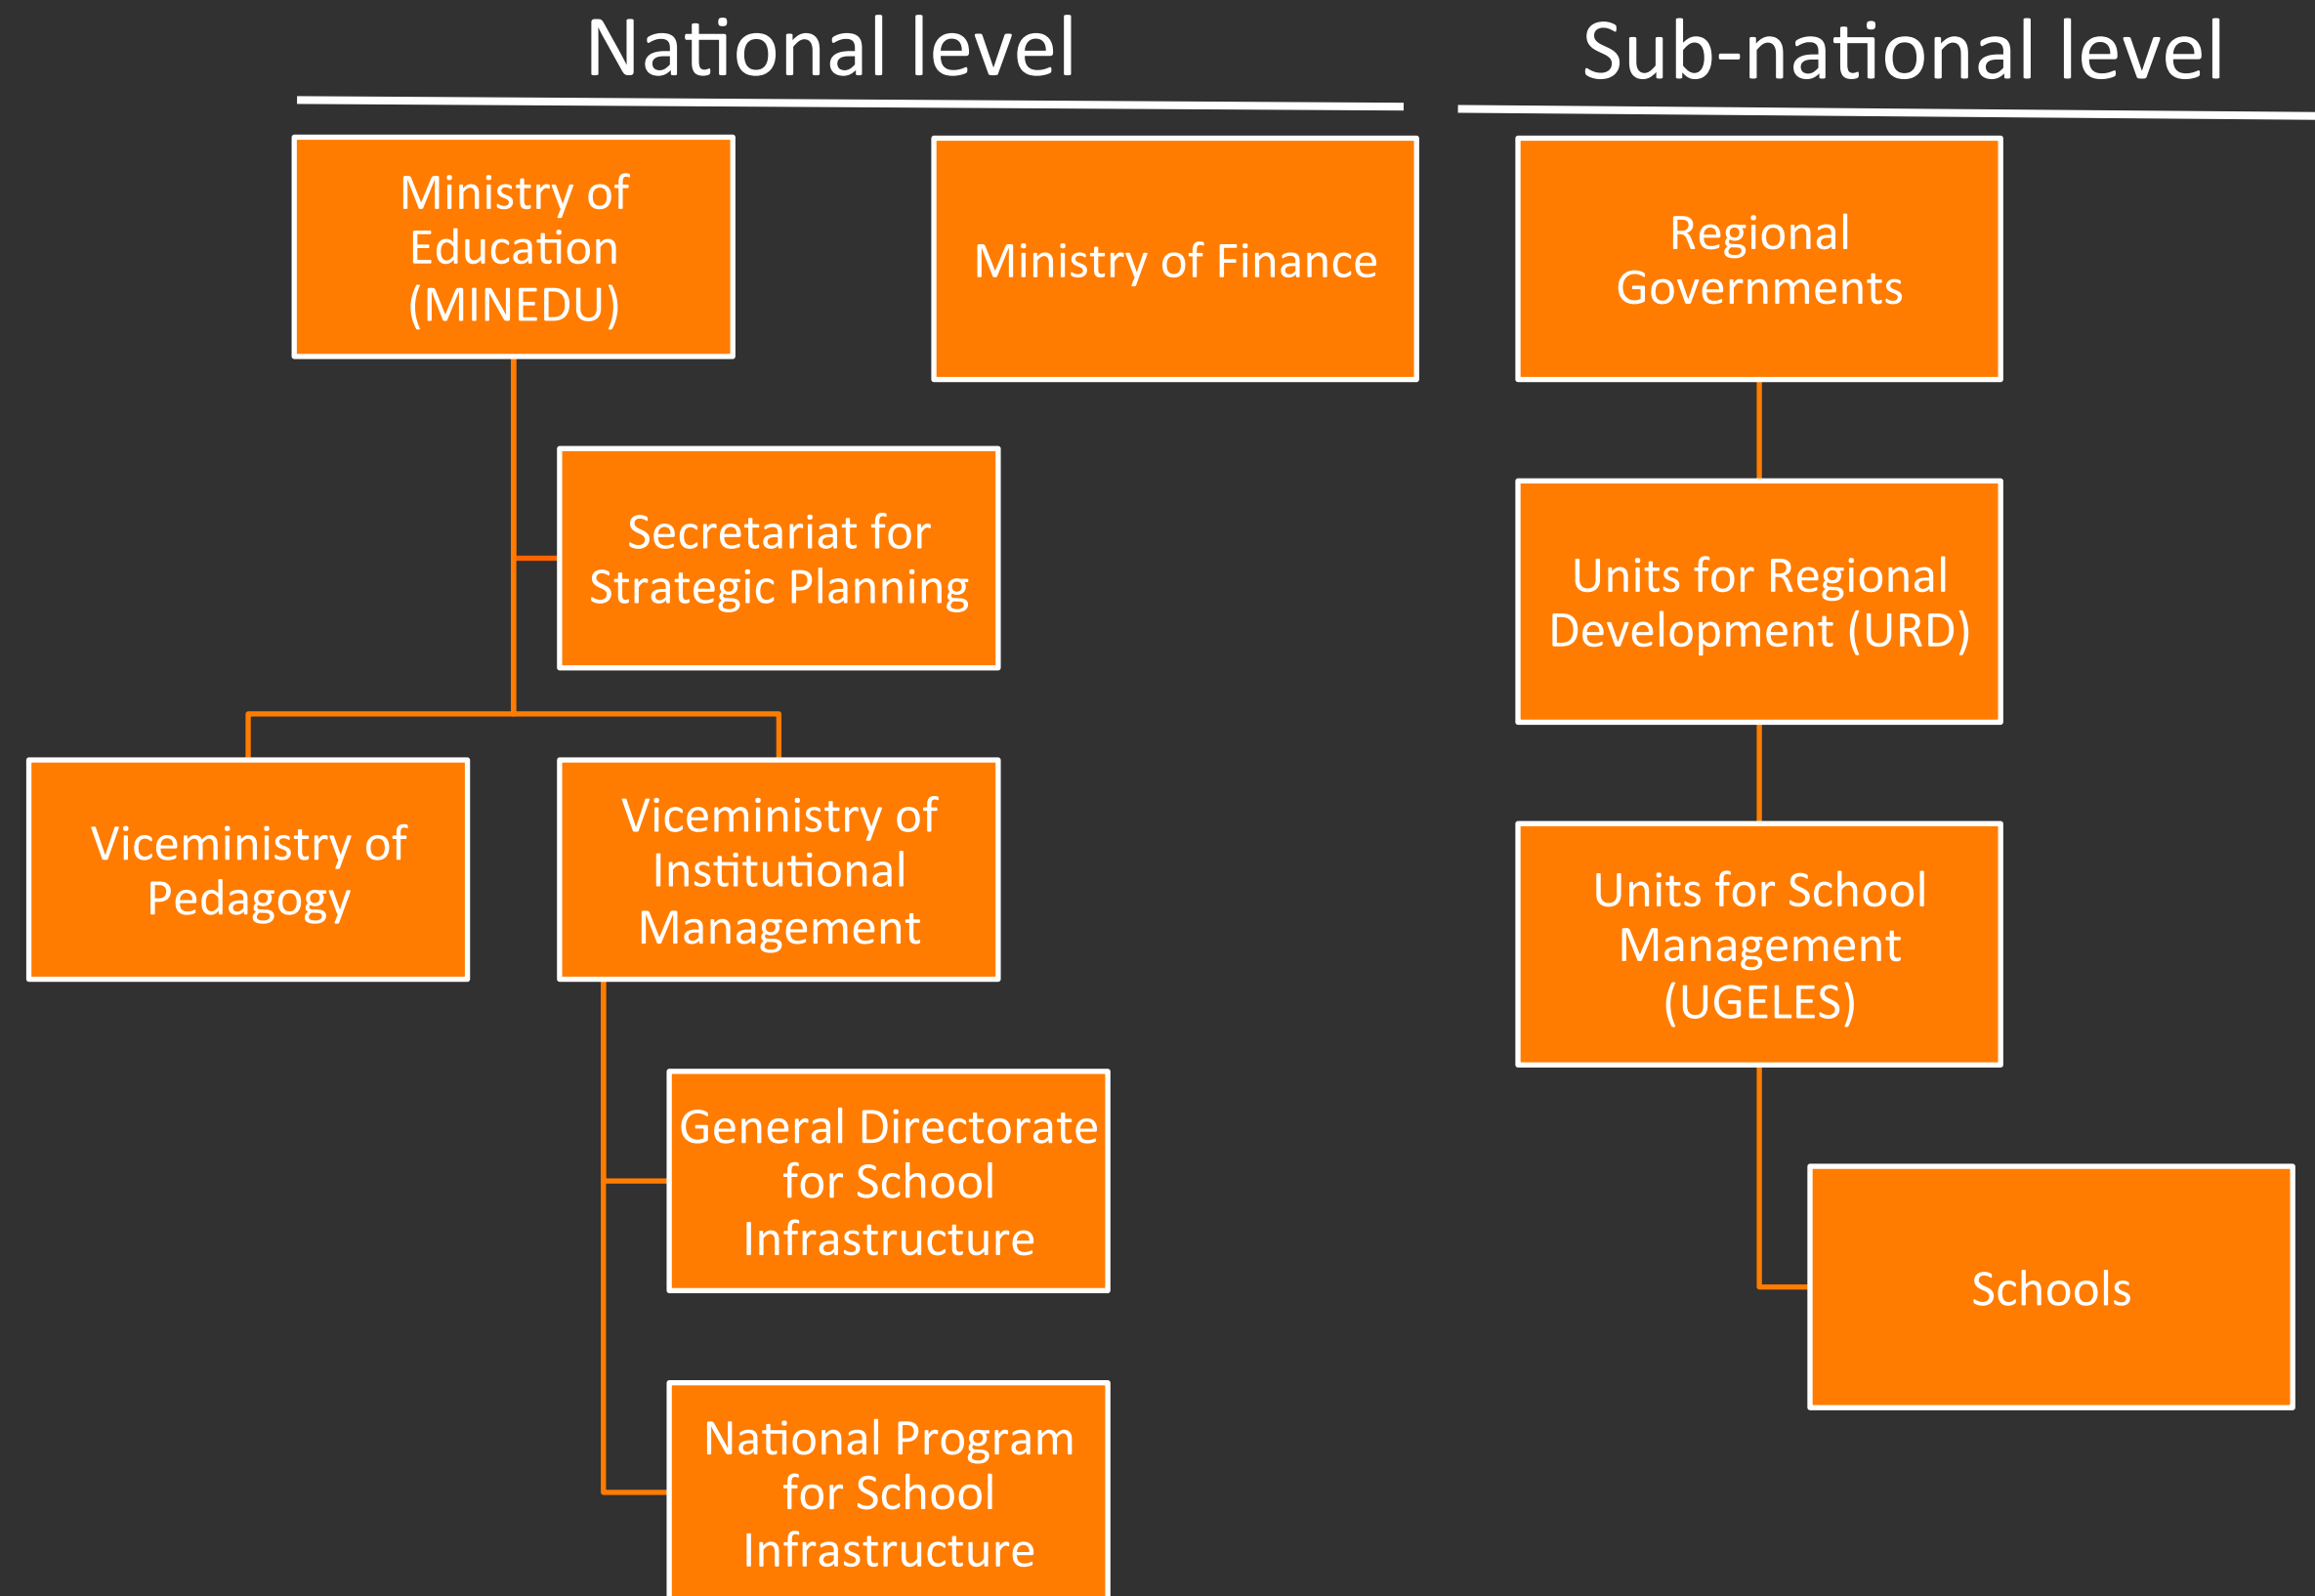 National level
Sub-national level
Ministry of
Education
(MINEDU)
Ministry of Finance
Regional
Governments
Secretariat for
Strategic Planning
Units for Regional
Development (URD)
Viceministry of
Pedagogy
Viceministry of
Institutional
Management
Units for School
Management
(UGELES)
General Directorate
for School
Infrastructure
Schools
National Program
for School
Infrastructure